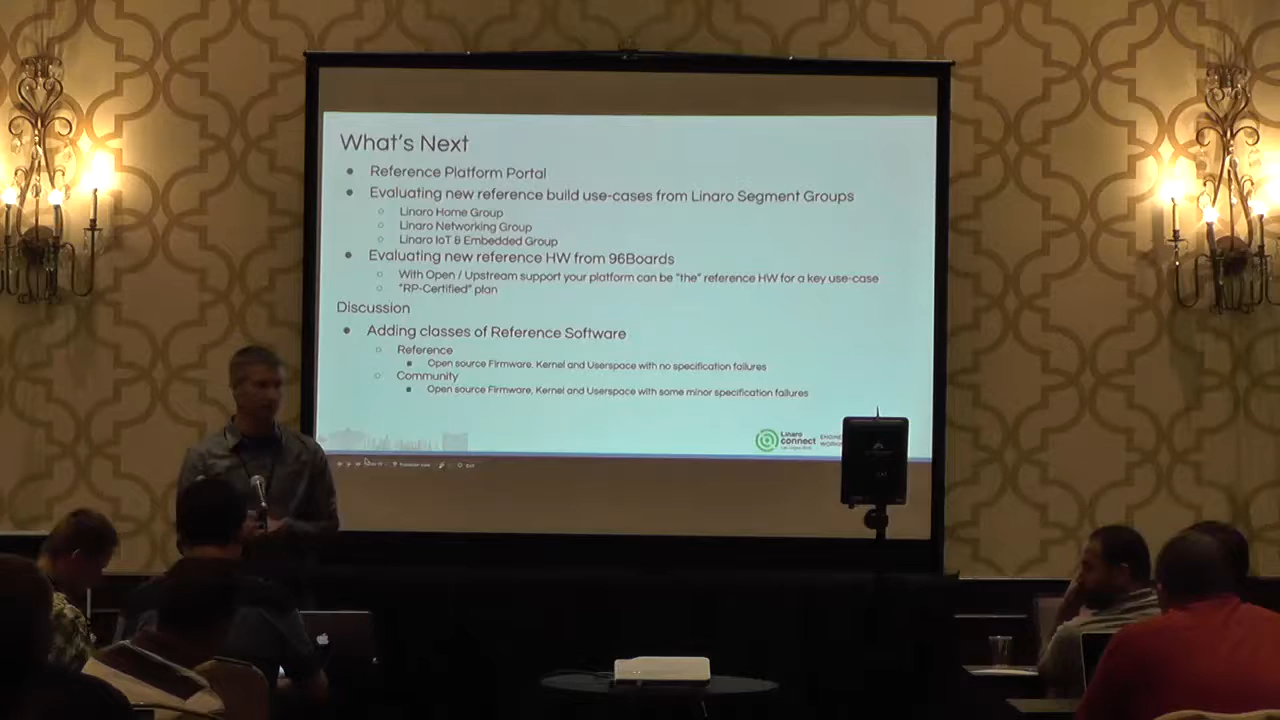 What's Next
● Reference Platform Portal
● Evaluating new reference build use-cases from Linaro Segment Groups
○ Linaro Home Group
○ Linaro Networking Group
○ Linaro IoT & Embedded Group
● Evaluating new reference HW from 96Boards
○ With Open / Upstream support your platform can be "the" reference HW for a key use-case
○ "RP-Certified" plan
Discussion
● Adding classes of Reference Software
○ Reference
■ Open source Firmware, Kernel and Userspace with no specification failures
○ Community
■ Open source Firmware, Kernel and Userspace with some minor specification failures
Linaro
connect